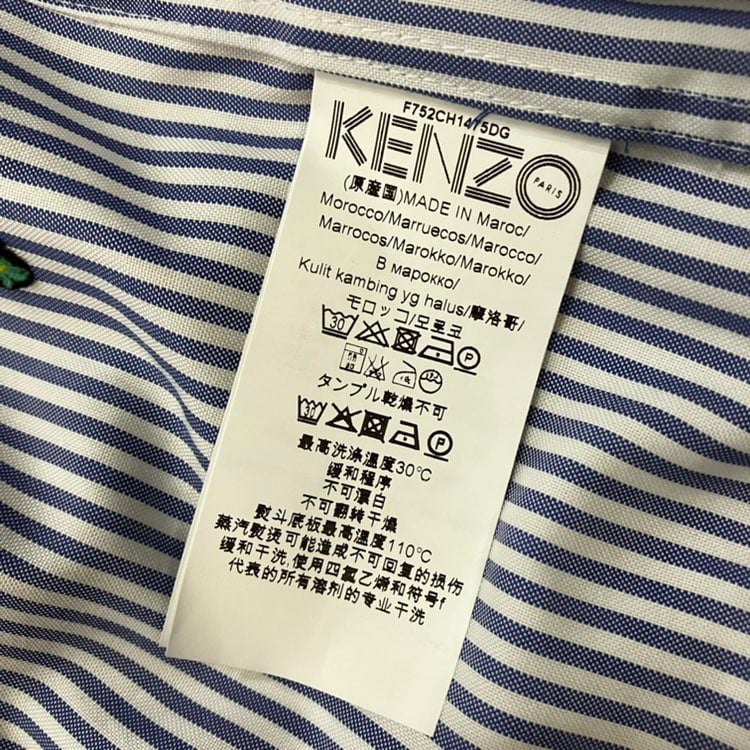 F752CH1475DG
KENZO
PARIS
(原産国)MADE IN Maroc/
Morocco/Marruecos/Marocco/
Marrocos/Marokko/Marokko/
В марокко/
Kulit kambing yg halus/摩洛哥/
モロッコ/모로코
30 P
タンブル乾燥不可
30 P
最高洗涤温度30℃
缓和程序
不可漂白
不可翻转干燥
熨斗底板最高温度110℃
蒸汽熨烫可能造成不可回复的损伤
缓和干洗,使用四氯乙烯和符号f
代表的所有溶剂的专业干洗